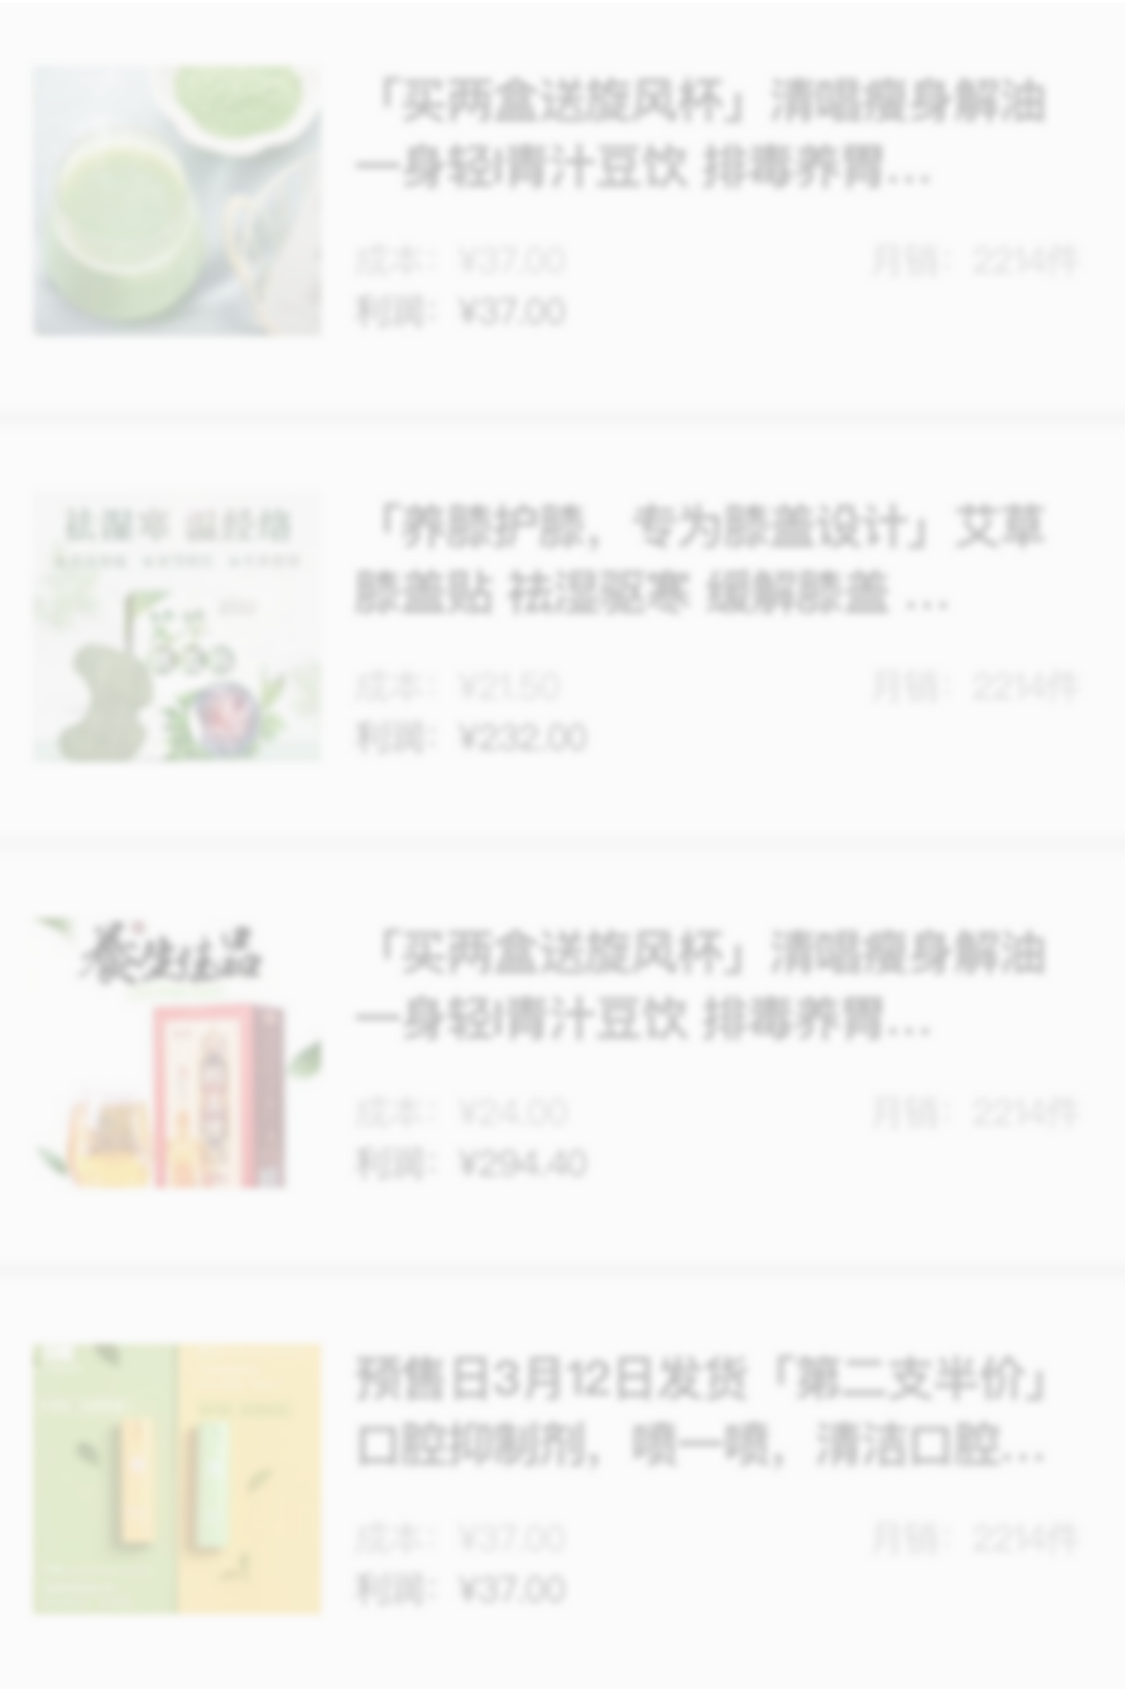 「买两盒送旋风杯」清唱瘦身解油
一身轻|青汁豆饮 排毒养胃...
成本：¥37.00
月销：2214件
利润：¥37.00
祛湿寒 温经络
「养膝护膝，专为膝盖设计」艾草
膝盖贴 祛湿驱寒 缓解膝盖 ...
成本：¥21.50
月销：2214件
利润：¥232.00
养生佳品
「买两盒送旋风杯」清唱瘦身解油
一身轻|青汁豆饮 排毒养胃...
成本：¥24.00
月销：2214件
利润：¥294.40
预售日3月12日发货「第二支半价」
口腔抑制剂，喷一喷，清洁口腔...
成本：¥37.00
月销：2214件
利润：¥37.00